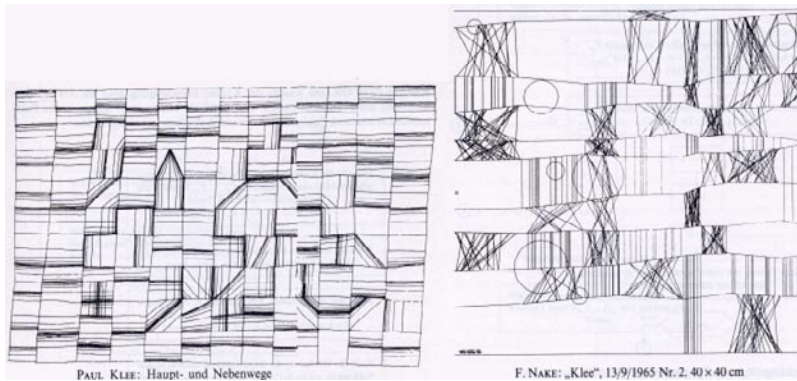 PAUL KLEE: Haupt- und Nebenwege
F. NAKE: „Klee“, 13/9/1965 Nr. 2. 40 × 40 cm